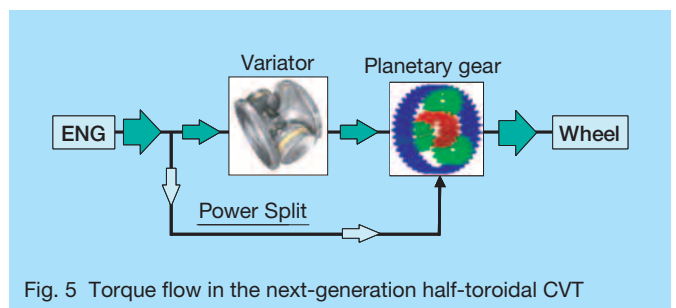 Variator
Planetary gear
ENG
Wheel
Power Split
Fig. 5 Torque flow in the next-generation half-toroidal CVT